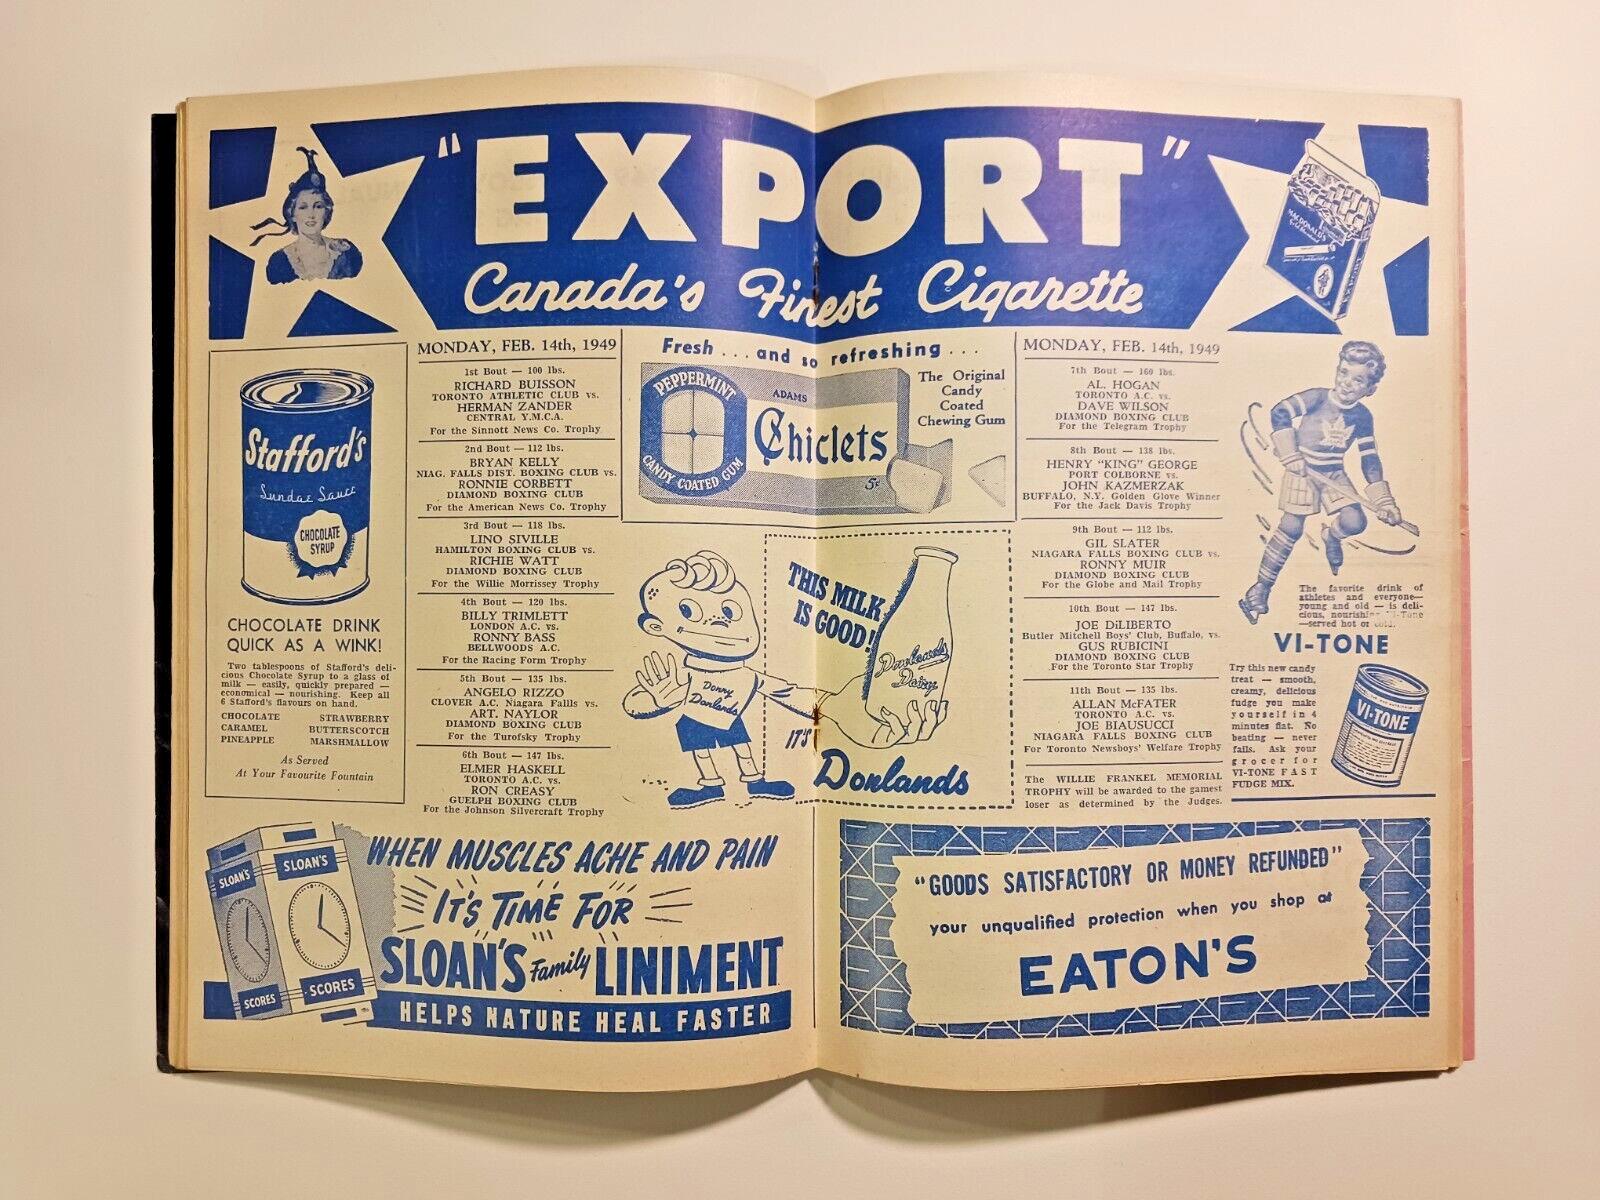 "EXPORT"
Canada's Finest Cigarette
MACDONALD'S
Stafford's
Sundae Sauce
CHOCOLATE
SYRUP
CHOCOLATE DRINK
QUICK AS A WINK!
Two tablespoons of Stafford's deli-
cious Chocolate Syrup to a glass of
milk — easily, quickly prepared —
economical — nourishing. Keep all
6 Stafford's flavours on hand.
CHOCOLATE STRAWBERRY
CARAMEL BUTTERSCOTCH
PINEAPPLE MARSHMALLOW
As Served
At Your Favourite Fountain
MONDAY, FEB. 14th, 1949
1st Bout — 100 lbs.
RICHARD BUISSON
TORONTO ATHLETIC CLUB vs.
HERMAN ZANDER
CENTRAL Y.M.C.A.
For the Sinnott News Co. Trophy
2nd Bout — 112 lbs.
BRYAN KELLY
NIAG. FALLS DIST. BOXING CLUB vs.
RONNIE CORBETT
DIAMOND BOXING CLUB
For the American News Co. Trophy
3rd Bout — 118 lbs.
LINO SIVILLE
HAMILTON BOXING CLUB vs.
RICHIE WATT
DIAMOND BOXING CLUB
For the Willie Morrissey Trophy
4th Bout — 120 lbs.
BILLY TRIMLETT
LONDON A.C. vs.
RONNY BASS
BELLWOODS A.C.
For the Racing Form Trophy
5th Bout — 135 lbs.
ANGELO RIZZO
CLOVER A.C. Niagara Fallls vs.
ART. NAYLOR
DIAMOND BOXING CLUB
For the Turofsky Trophy
6th Bout — 147 lbs.
ELMER HASKELL
TORONTO A.C. vs.
RON CREASY
GUELPH BOXING CLUB
For the Johnson Silvercraft Trophy
Fresh . . . and so refreshing . . .
PEPPERMINT
CANDY COATED GUM
ADAMS
Chiclets
5¢
The Original
Candy
Coated
Chewing Gum
THIS MILK
IS GOOD!
Donlands
Dairy
Donny
Donlands
IT'S
Donlands
MONDAY, FEB. 14th, 1949
7th Bout — 160 lbs.
AL. HOGAN
TORONTO A.C. vs.
DAVE WILSON
DIAMOND BOXING CLUB
For the Telegram Trophy
8th Bout — 138 lbs.
HENRY "KING" GEORGE
PORT COLBORNE vs.
JOHN KAZMERZAK
BUFFALO, N.Y. Golden Glove Winner
For the Jack Davis Trophy
9th Bout — 112 lbs.
GIL SLATER
NIAGARA FALLS BOXING CLUB vs.
RONNY MUIR
DIAMOND BOXING CLUB
For the Globe and Mail Trophy
10th Bout — 147 lbs.
JOE DiLIBERTO
Butler Mitchell Boys' Club, Buffalo, vs.
GUS RUBICINI
DIAMOND BOXING CLUB
For the Toronto Star Trophy
11th Bout — 135 lbs.
ALLAN McFATER
TORONTO A.C. vs.
JOE BIAUSUCCI
NIAGARA FALLS BOXING CLUB
For Toronto Newsboys' Welfare Trophy
The WILLIE FRANKEL MEMORIAL
TROPHY will be awarded to the gamest
loser as determined by the Judges.
The favorite drink of
athletes and everyone—
young and old — is deli-
cious, nourishing Vi-Tone
—served hot or cold.
VI-TONE
Try this new candy
treat — smooth,
creamy, delicious
fudge you make
yourself in 4
minutes flat. No
beating — never
fails. Ask your
grocer for
VI-TONE FAST
FUDGE MIX.
VI-TONE
SLOAN'S
SLOAN'S
SCORES
SCORES
WHEN MUSCLES ACHE AND PAIN
IT'S TIME FOR
SLOAN'S Family LINIMENT
HELPS NATURE HEAL FASTER
"GOODS SATISFACTORY OR MONEY REFUNDED"
your unqualified protection when you shop at
EATON'S